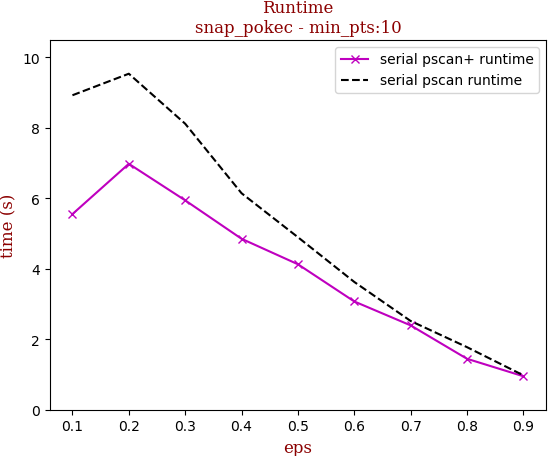 Runtime
snap_pokec - min_pts:10
serial pscan+ runtime
serial pscan runtime
time (s)
10
8
6
4
2
0
0.1 0.2 0.3 0.4 0.5 0.6 0.7 0.8 0.9
eps